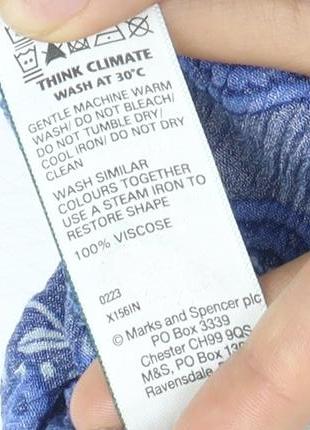 THINK CLIMATE
WASH AT 30°C
GENTLE MACHINE WARM
WASH/ DO NOT BLEACH/
DO NOT TUMBLE DRY/
COOL IRON/ DO NOT DRY
CLEAN
WASH SIMILAR
COLOURS TOGETHER
USE A STEAM IRON TO
RESTORE SHAPE
100% VISCOSE
0223
X156IN
© Marks and Spencer plc
PO Box 3339
Chester CH99 9QS
M&S, PO Box
Ravensdale